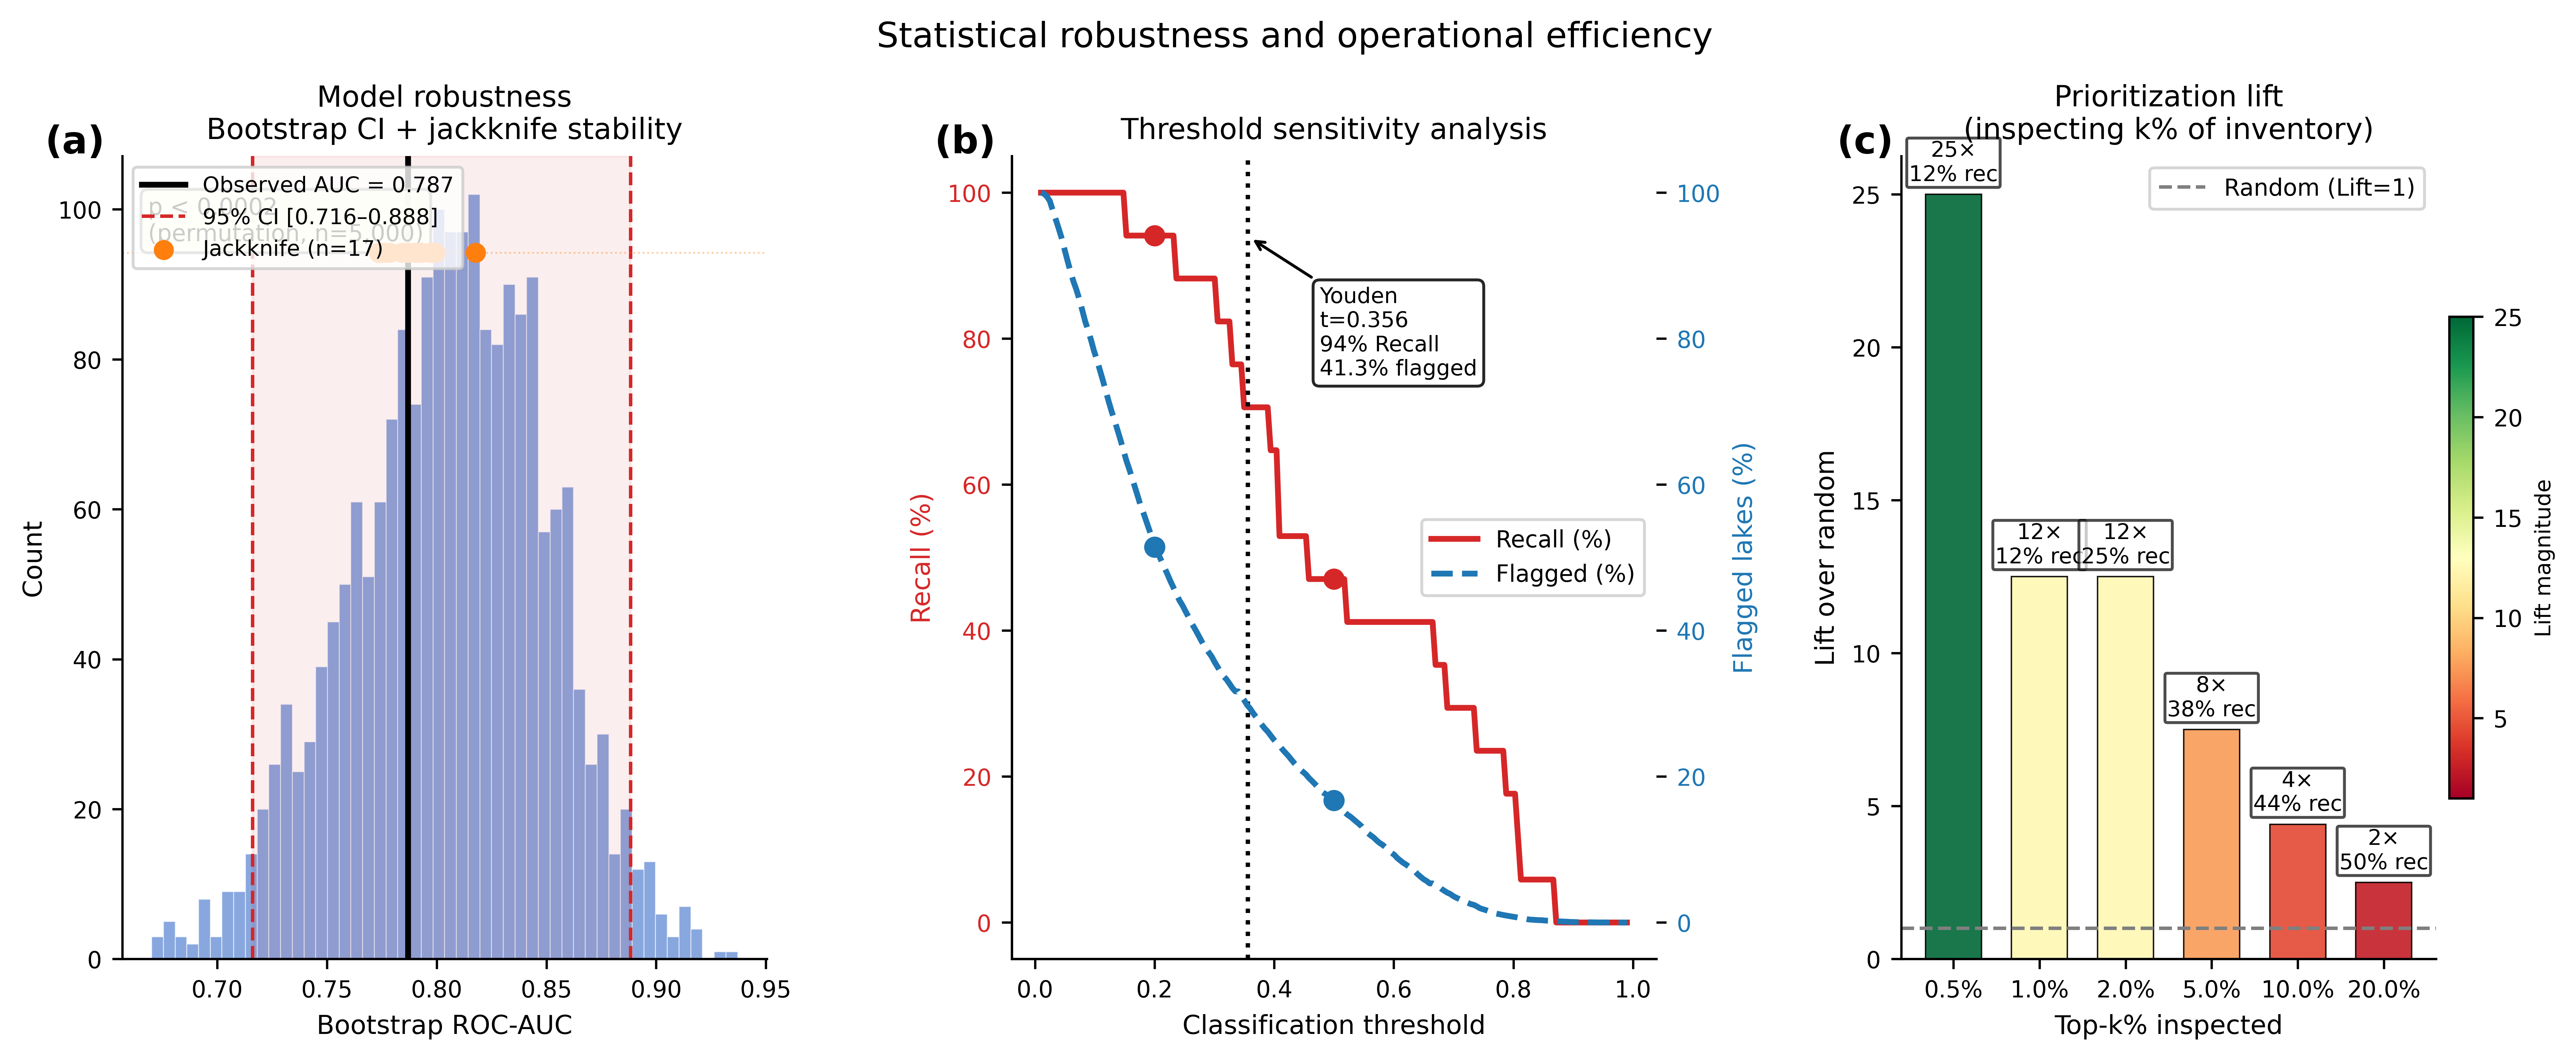 Statistical robustness and operational efficiency
(a)
Model robustness
Bootstrap CI + jackknife stability
Observed AUC = 0.787
95% CI [0.716–0.888]
Jackknife (n=17)
p < 0.0002
(permutation, n=5,000)
Count
100
80
60
40
20
0
0.70 0.75 0.80 0.85 0.90 0.95
Bootstrap ROC-AUC
(b)
Threshold sensitivity analysis
Recall (%)
100
80
60
40
20
0
Youden
t=0.356
94% Recall
41.3% flagged
Recall (%)
Flagged (%)
100
80
60
40
20
0
Flagged lakes (%)
0.0 0.2 0.4 0.6 0.8 1.0
Classification threshold
(c)
Prioritization lift
(inspecting k% of inventory)
Random (Lift=1)
Lift over random
25
20
15
10
5
0
25×
12% rec
12×
12% rec
12×
25% rec
8×
38% rec
4×
44% rec
2×
50% rec
0.5% 1.0% 2.0% 5.0% 10.0% 20.0%
Top-k% inspected
25
20
15
10
5
Lift magnitude